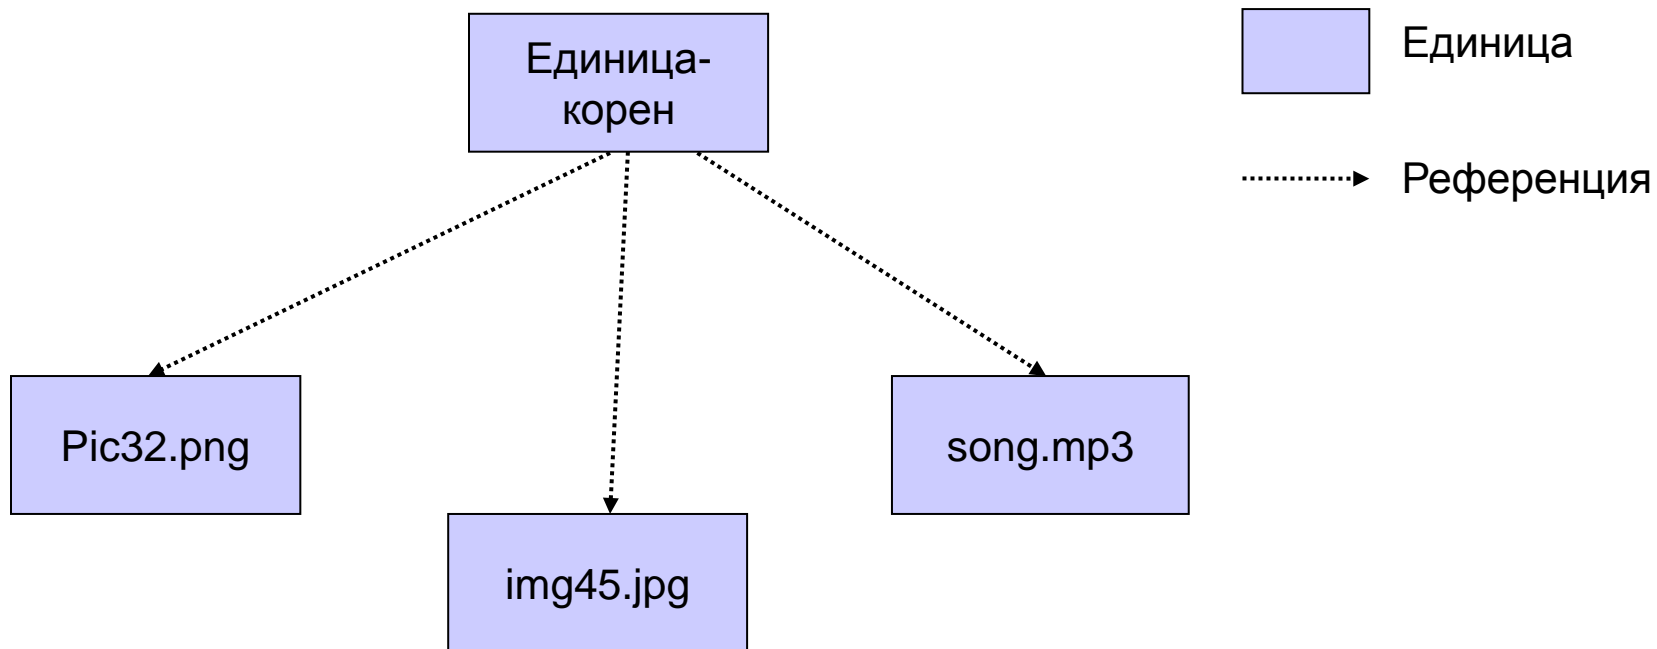 Единица-
корен
Единица
Референция
Pic32.png
song.mp3
img45.jpg